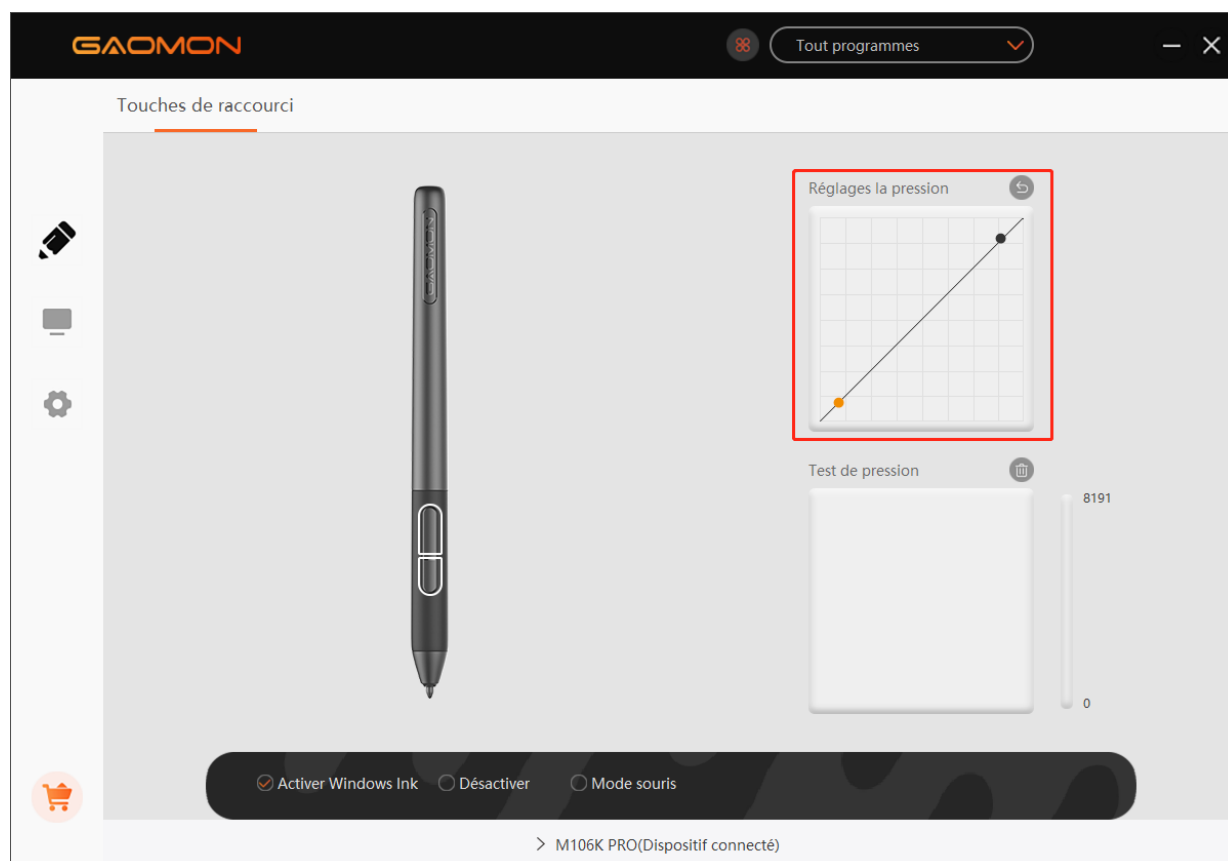 GAOMON
Tout programmes
Touches de raccourci
Réglages la pression
GAOMON
Test de pression
8191
0
Activer Windows Ink
Désactiver
Mode souris
M106K PRO(Dispositif connecté)